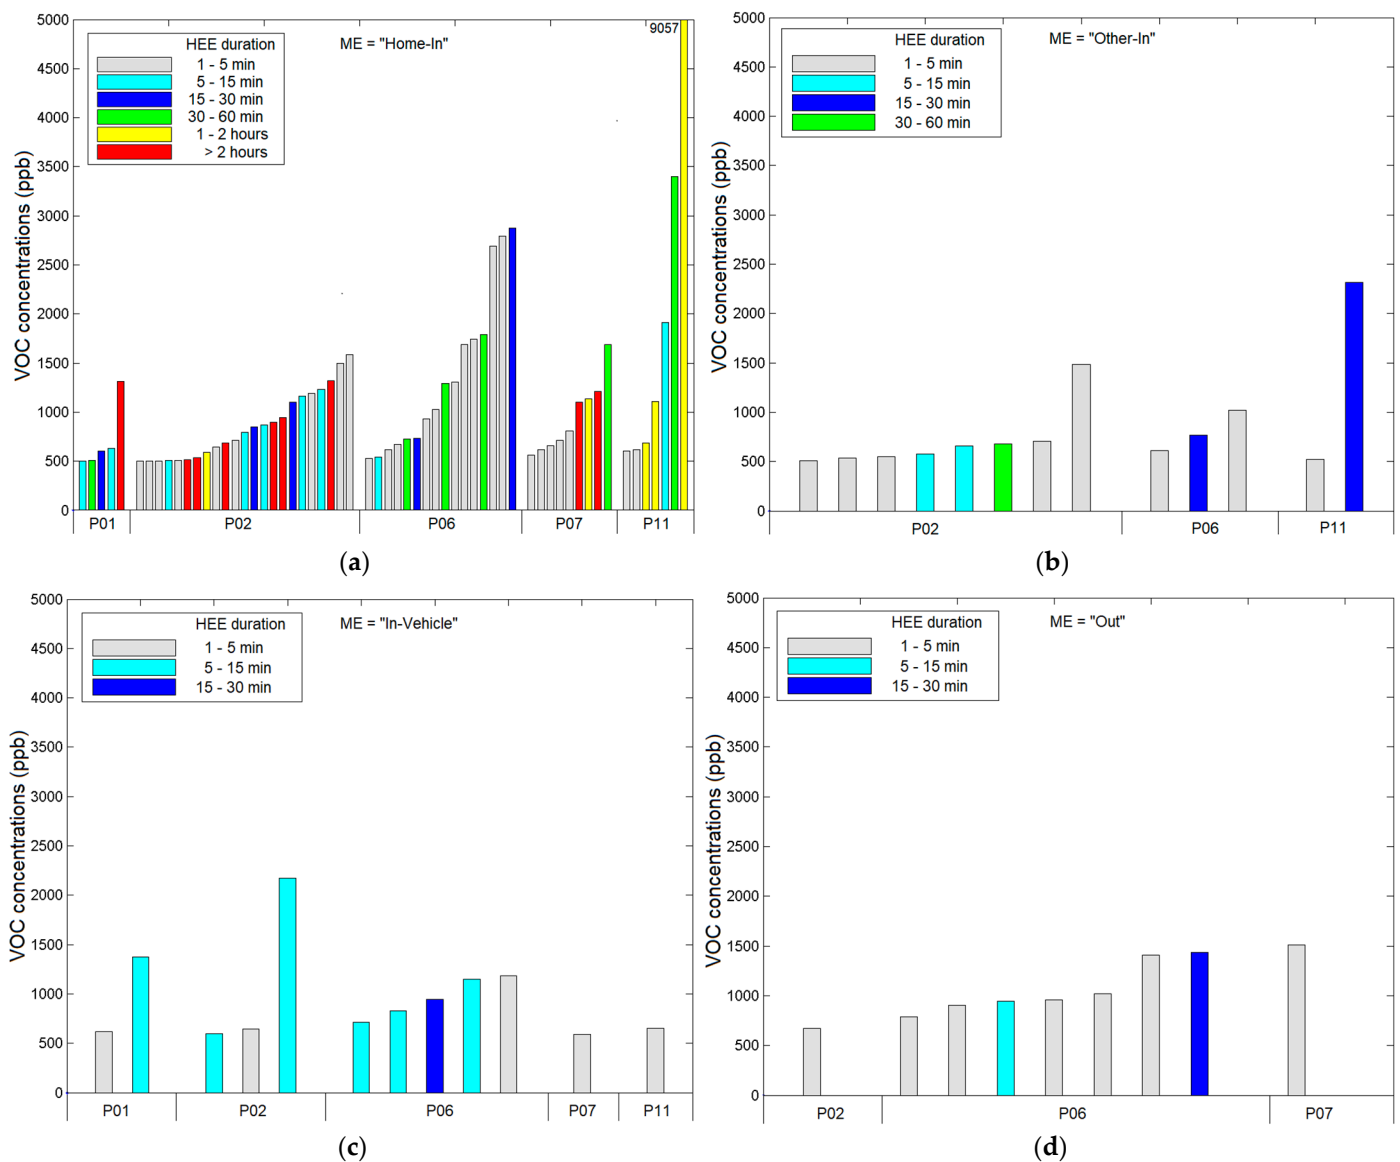 5000
4500
4000
3500
3000
2500
2000
1500
1000
500
0
VOC concentrations (ppb)
HEE duration
1 - 5 min
5 - 15 min
15 - 30 min
30 - 60 min
1 - 2 hours
> 2 hours
ME = "Home-In"
9057
P01 P02 P06 P07 P11
(a)
5000
4500
4000
3500
3000
2500
2000
1500
1000
500
0
VOC concentrations (ppb)
HEE duration
1 - 5 min
5 - 15 min
15 - 30 min
30 - 60 min
ME = "Other-In"
P02 P06 P11
(b)
5000
4500
4000
3500
3000
2500
2000
1500
1000
500
0
VOC concentrations (ppb)
HEE duration
1 - 5 min
5 - 15 min
15 - 30 min
ME = "In-Vehicle"
P01 P02 P06 P07 P11
(c)
5000
4500
4000
3500
3000
2500
2000
1500
1000
500
0
VOC concentrations (ppb)
HEE duration
1 - 5 min
5 - 15 min
15 - 30 min
ME = "Out"
P02 P06 P07
(d)